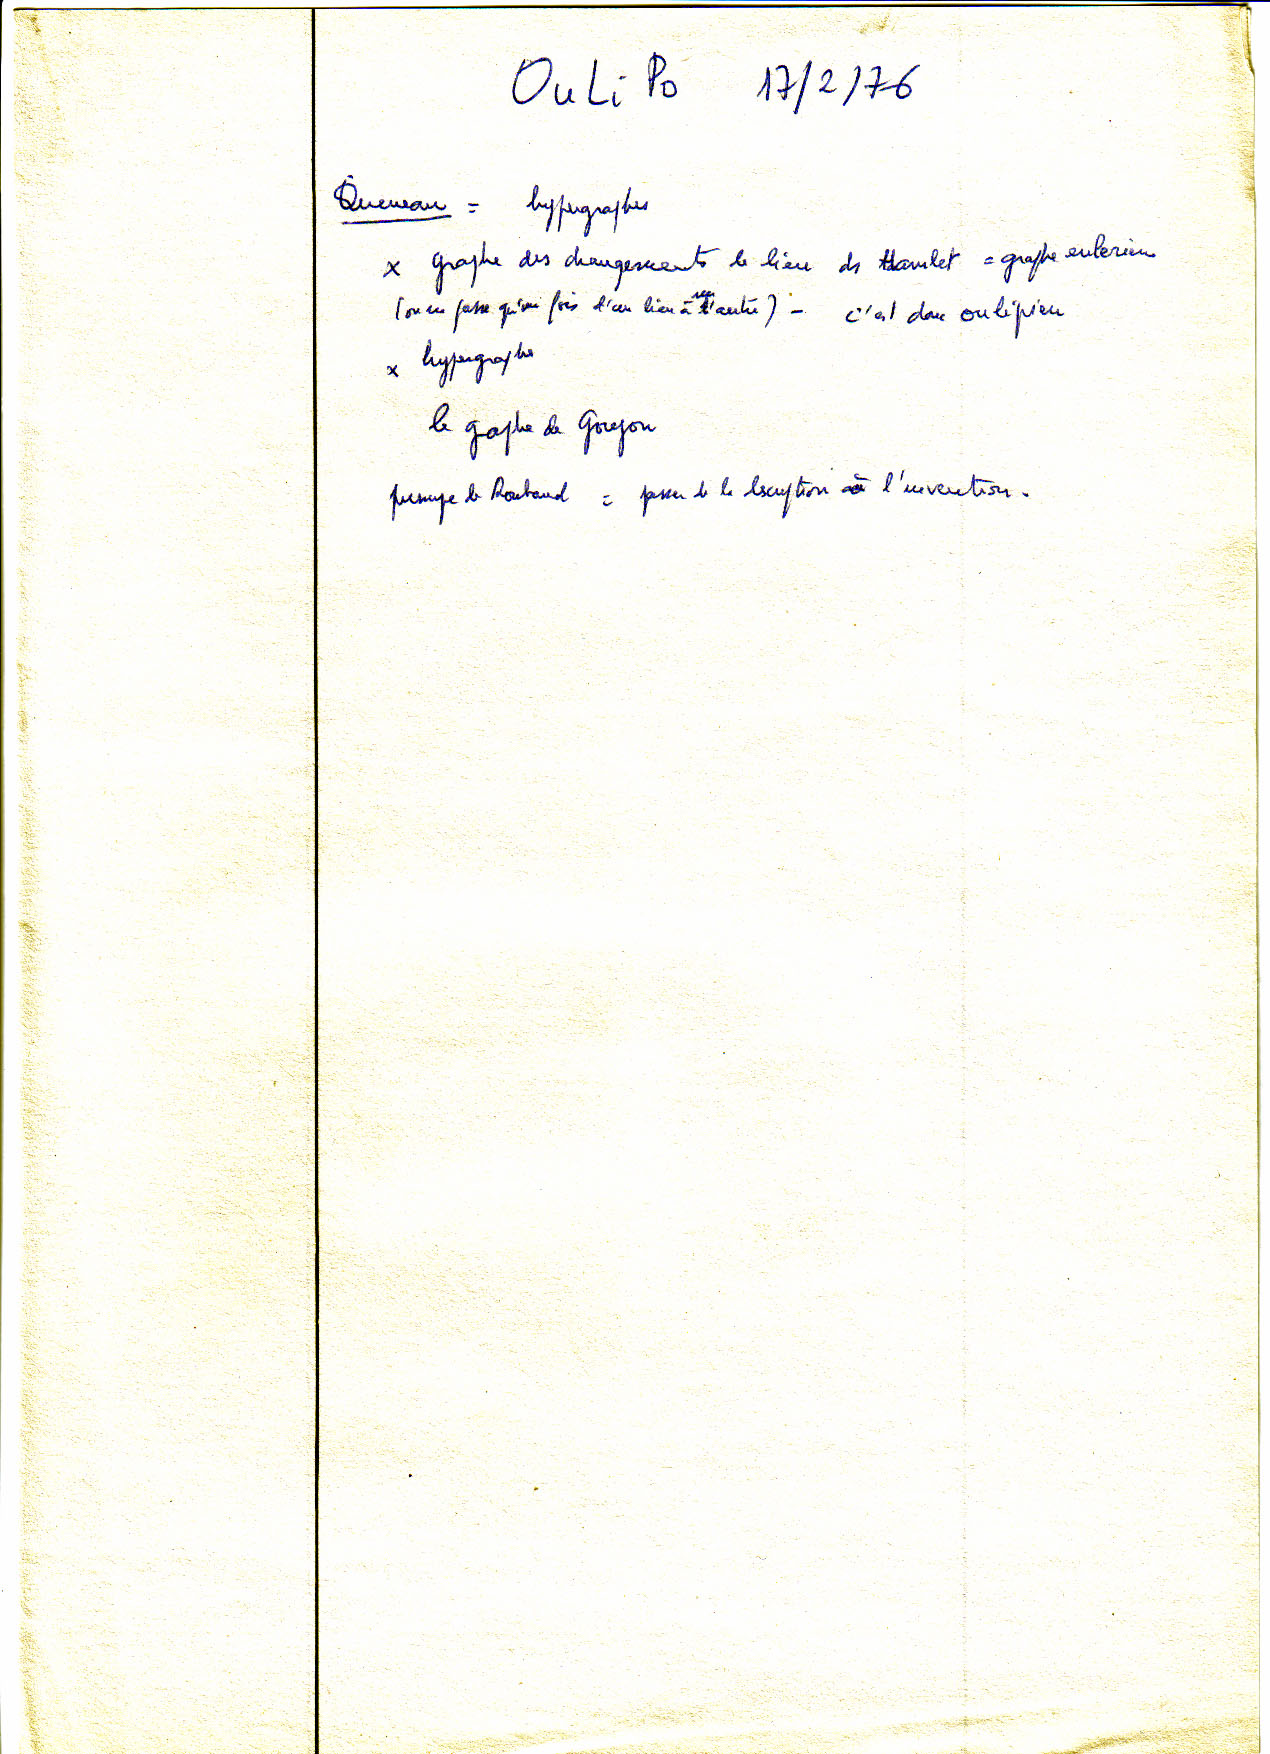 OuLiPo 17/2/76
Queneau = hypergraphes
x graphe des changements de lieu ds Hamlet = graphe eulerien
(on ne passe qu'une fois d'un lieu à l'autre) - c'est donc oulipien
x hypergraphe
le graphe de Goujon
principe de Roubaud = passer de la description à l'invention.